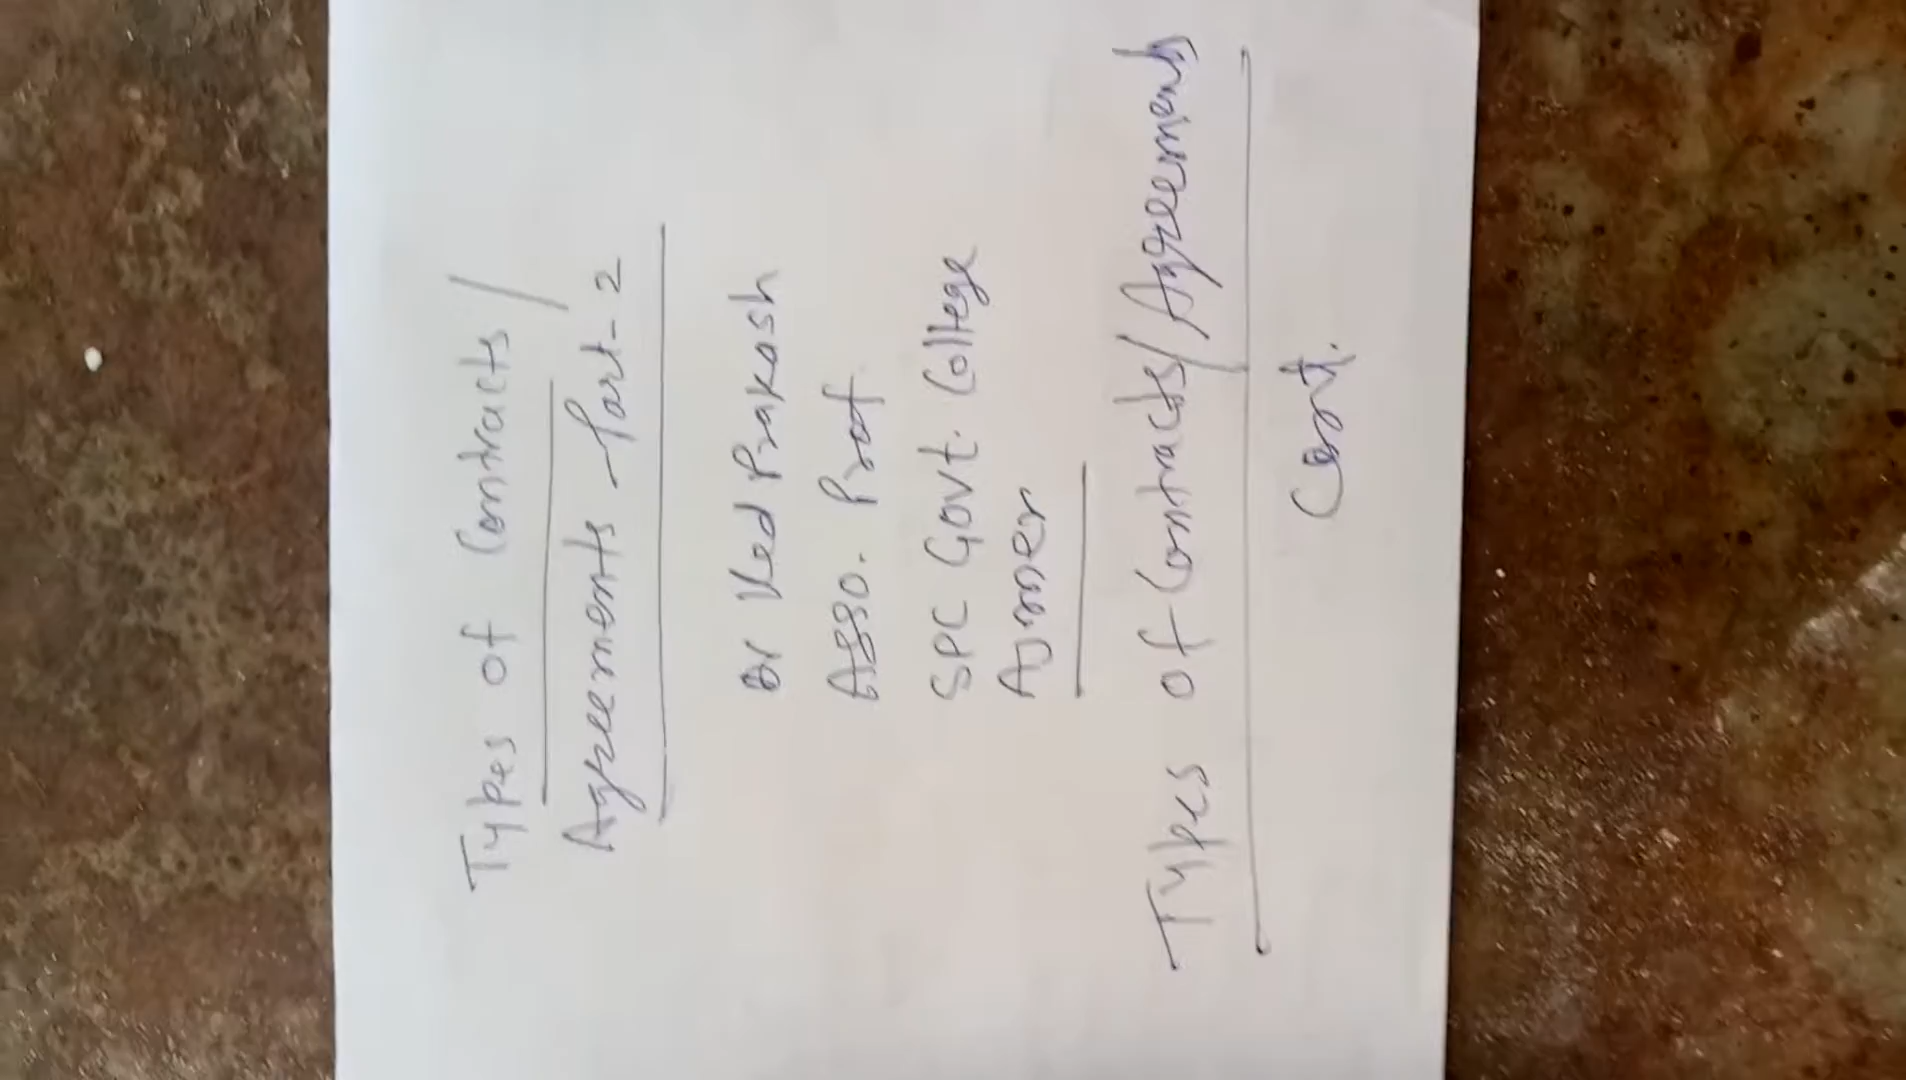 Types of Contracts /
Agreements - Part-2
Dr Ved Prakash
Asso. Prof
SPC Govt. College
Ajmer
Types of Contracts/Agreements
Cont.